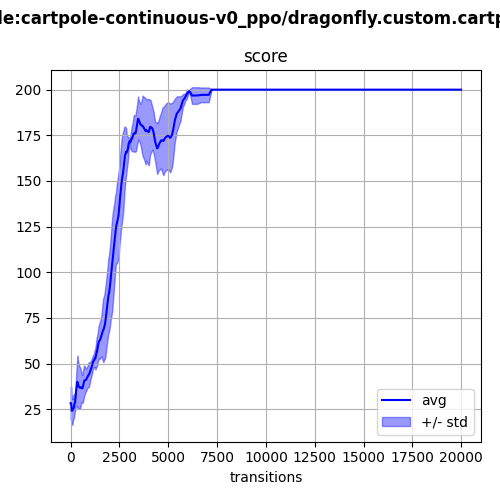 le:cartpole-continuous-v0_ppo/dragonfly.custom.cartp
score
200
175
150
125
100
75
50
25
0 2500 5000 7500 10000 12500 15000 17500 20000
transitions
avg
+/- std